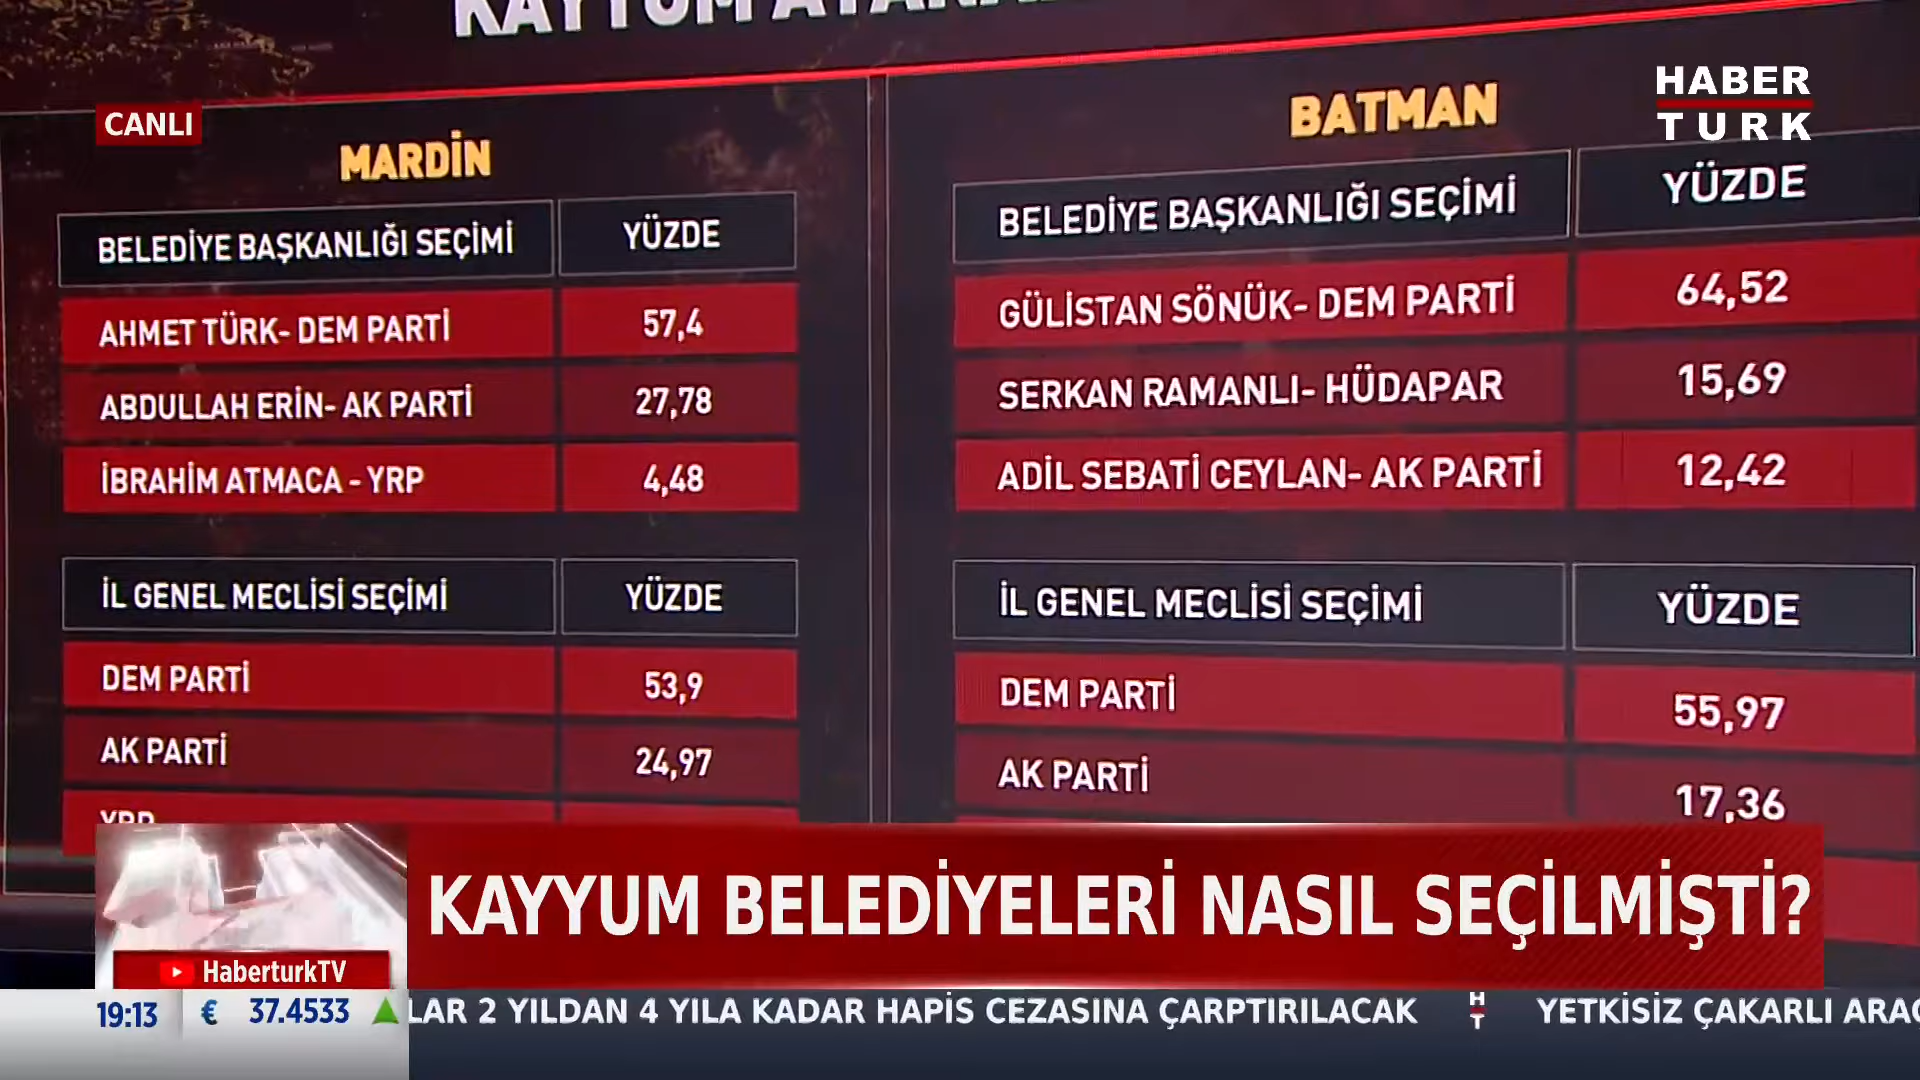 KAYYUM
CANLI
HABER
TURK
MARDİN
BELEDİYE BAŞKANLIĞI SEÇİMİ YÜZDE
AHMET TÜRK- DEM PARTİ 57,4
ABDULLAH ERİN- AK PARTİ 27,78
İBRAHİM ATMACA - YRP 4,48
İL GENEL MECLİSİ SEÇİMİ YÜZDE
DEM PARTİ 53,9
AK PARTİ 24,97
YRP
BATMAN
BELEDİYE BAŞKANLIĞI SEÇİMİ YÜZDE
GÜLİSTAN SÖNÜK- DEM PARTİ 64,52
SERKAN RAMANLI- HÜDAPAR 15,69
ADİL SEBATİ CEYLAN- AK PARTİ 12,42
İL GENEL MECLİSİ SEÇİMİ YÜZDE
DEM PARTİ 55,97
AK PARTİ 17,36
KAYYUM BELEDİYELERİ NASIL SEÇİLMİŞTİ?
HaberturkTV
19:13 € 37.4533 LAR 2 YILDAN 4 YILA KADAR HAPİS CEZASINA ÇARPTIRILACAK HT YETKİSİZ ÇAKARLI ARAÇ